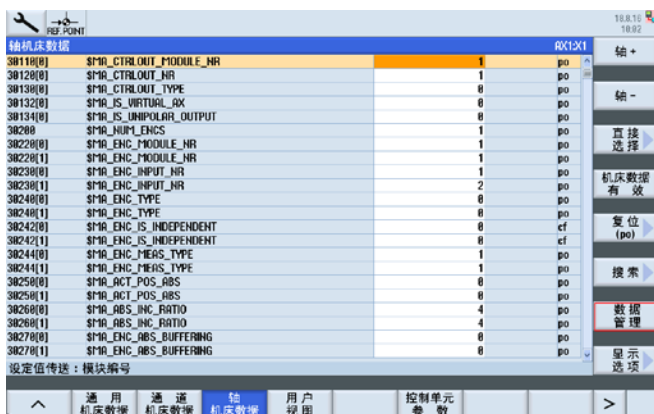 REF.POINT
18.8.16
10:02
轴机床数据 AX1:X1
30110[0] $MA_CTRLOUT_MODULE_NR 1 po
30120[0] $MA_CTRLOUT_NR 1 po
30130[0] $MA_CTRLOUT_TYPE 0 po
30132[0] $MA_IS_VIRTUAL_AX 0 po
30134[0] $MA_IS_UNIPOLAR_OUTPUT 0 po
30200 $MA_NUM_ENCS 1 po
30220[0] $MA_ENC_MODULE_NR 1 po
30220[1] $MA_ENC_MODULE_NR 1 po
30230[0] $MA_ENC_INPUT_NR 1 po
30230[1] $MA_ENC_INPUT_NR 2 po
30240[0] $MA_ENC_TYPE 0 po
30240[1] $MA_ENC_TYPE 0 po
30242[0] $MA_ENC_IS_INDEPENDENT 0 cf
30242[1] $MA_ENC_IS_INDEPENDENT 0 cf
30244[0] $MA_ENC_MEAS_TYPE 1 po
30244[1] $MA_ENC_MEAS_TYPE 1 po
30250[0] $MA_ACT_POS_ABS 0 po
30250[1] $MA_ACT_POS_ABS 0 po
30260[0] $MA_ABS_INC_RATIO 4 po
30260[1] $MA_ABS_INC_RATIO 4 po
30270[0] $MA_ENC_ABS_BUFFERING 0 po
30270[1] $MA_ENC_ABS_BUFFERING 0 po
设定值传送：模块编号
轴 +
轴 -
直接
选择
机床数据
有效
复位
(po)
搜索
数据
管理
显示
选项
通用
机床数据
通道
机床数据
轴
机床数据
用户
视图
控制单元
参数